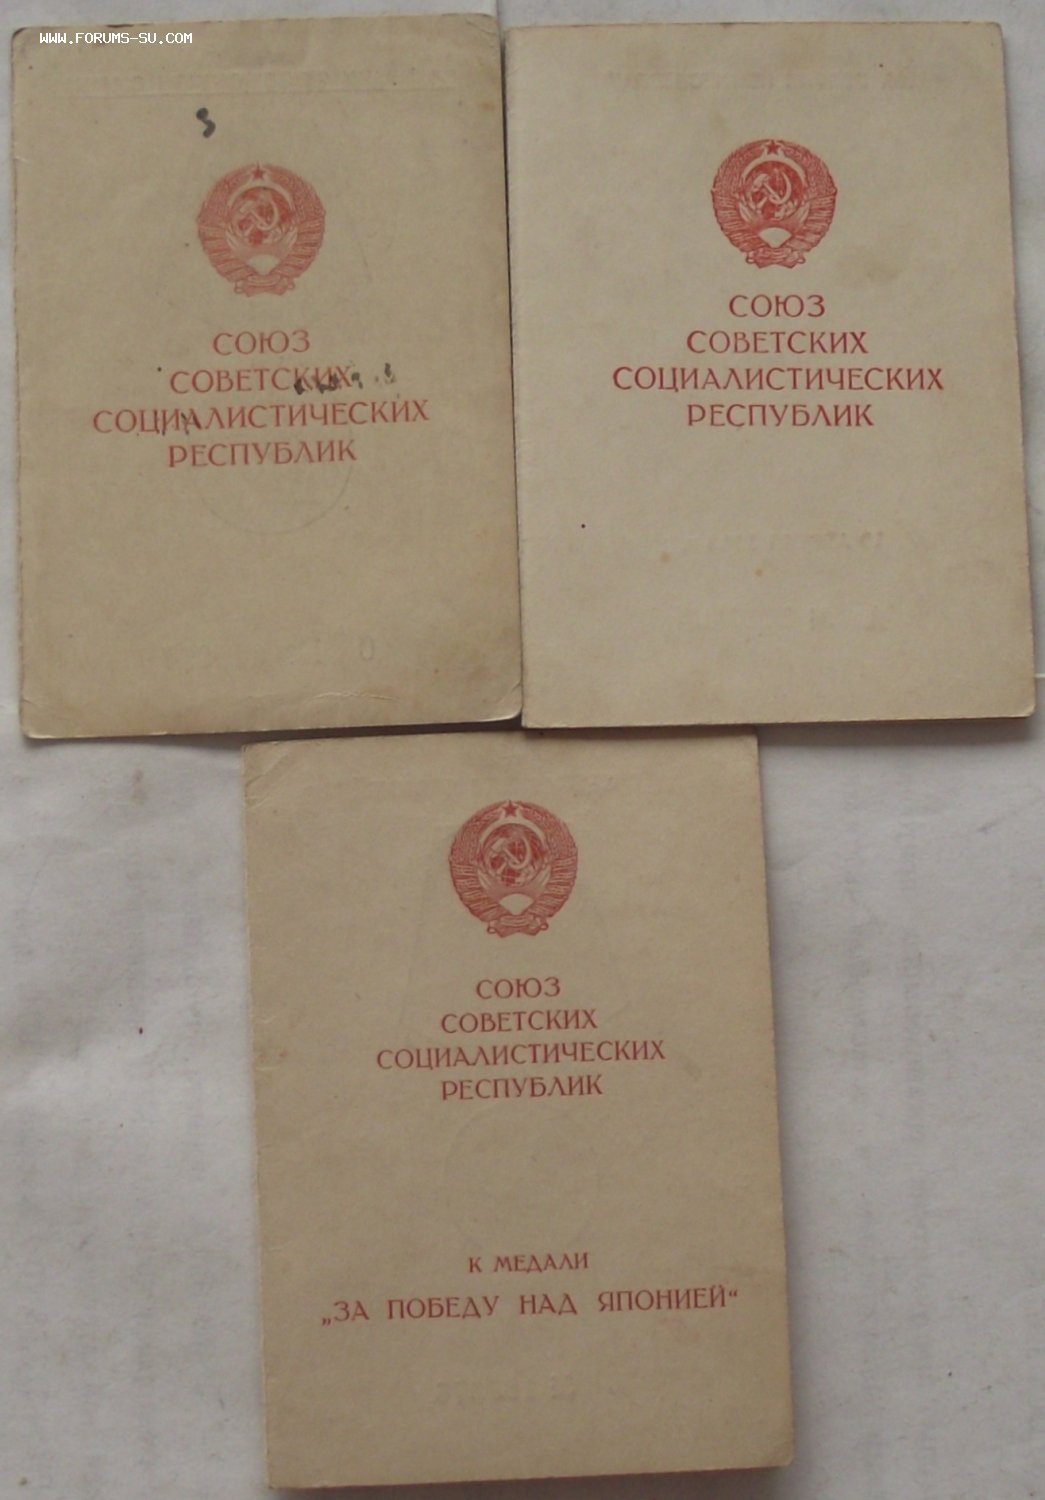 WWW.FORUMS-SU.COM
СОЮЗ
СОВЕТСКИХ
СОЦИАЛИСТИЧЕСКИХ
РЕСПУБЛИК
СОЮЗ
СОВЕТСКИХ
СОЦИАЛИСТИЧЕСКИХ
РЕСПУБЛИК
СОЮЗ
СОВЕТСКИХ
СОЦИАЛИСТИЧЕСКИХ
РЕСПУБЛИК
К МЕДАЛИ
„ЗА ПОБЕДУ НАД ЯПОНИЕЙ“